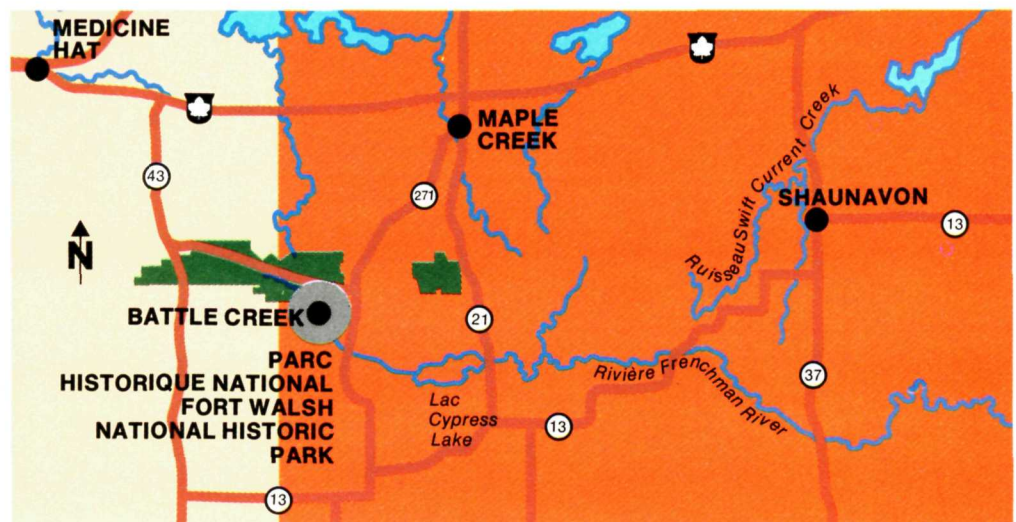 MEDICINE
HAT
MAPLE
CREEK
43
271
Ruisseau Swift Current Creek
SHAUNAVON
13
N
BATTLE CREEK
21
PARC
HISTORIQUE NATIONAL
FORT WALSH
NATIONAL HISTORIC
PARK
Rivière Frenchman River
37
Lac
Cypress
Lake
13
13